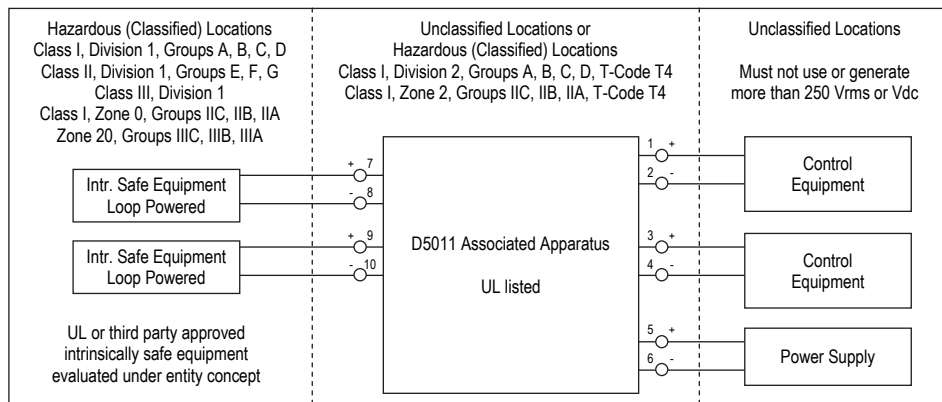 Hazardous (Classified) Locations
Class I, Division 1, Groups A, B, C, D
Class II, Division 1, Groups E, F, G
Class III, Division 1
Class I, Zone 0, Groups IIC, IIB, IIA
Zone 20, Groups IIIC, IIIB, IIIA
Intr. Safe Equipment
Loop Powered
Intr. Safe Equipment
Loop Powered
UL or third party approved
intrinsically safe equipment
evaluated under entity concept
+ 7
- 8
+ 9
- 10
Unclassified Locations or
Hazardous (Classified) Locations
Class I, Division 2, Groups A, B, C, D, T-Code T4
Class I, Zone 2, Groups IIC, IIB, IIA, T-Code T4
D5011 Associated Apparatus
UL listed
1 +
2 -
3 +
4 -
5 +
6 -
Unclassified Locations
Must not use or generate
more than 250 Vrms or Vdc
Control
Equipment
Control
Equipment
Power Supply